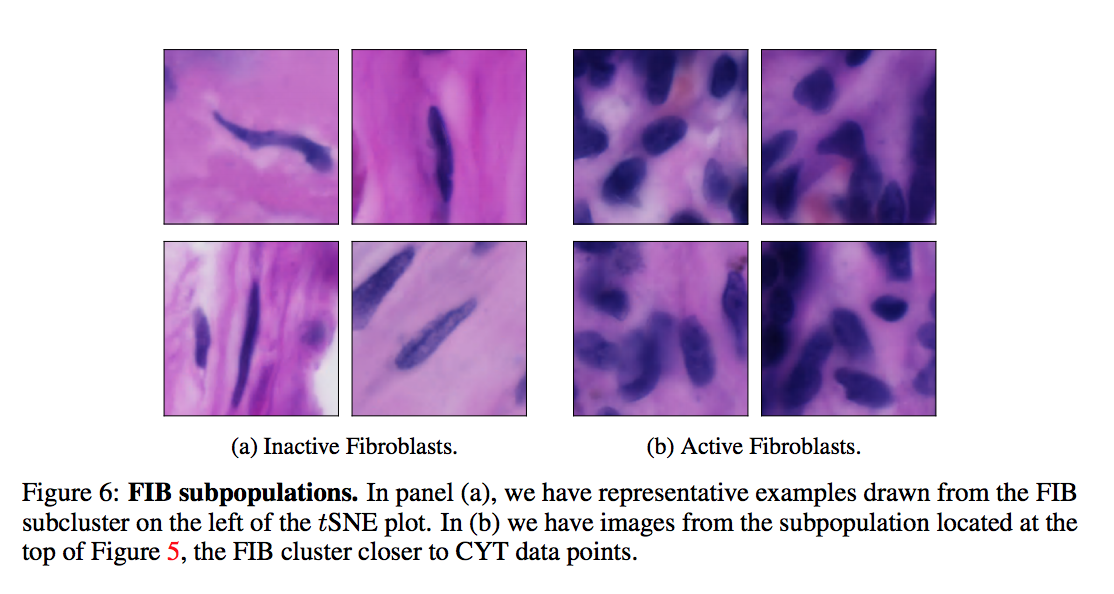 (a) Inactive Fibroblasts.
(b) Active Fibroblasts.
Figure 6: FIB subpopulations. In panel (a), we have representative examples drawn from the FIB
subcluster on the left of the tSNE plot. In (b) we have images from the subpopulation located at the
top of Figure 5, the FIB cluster closer to CYT data points.